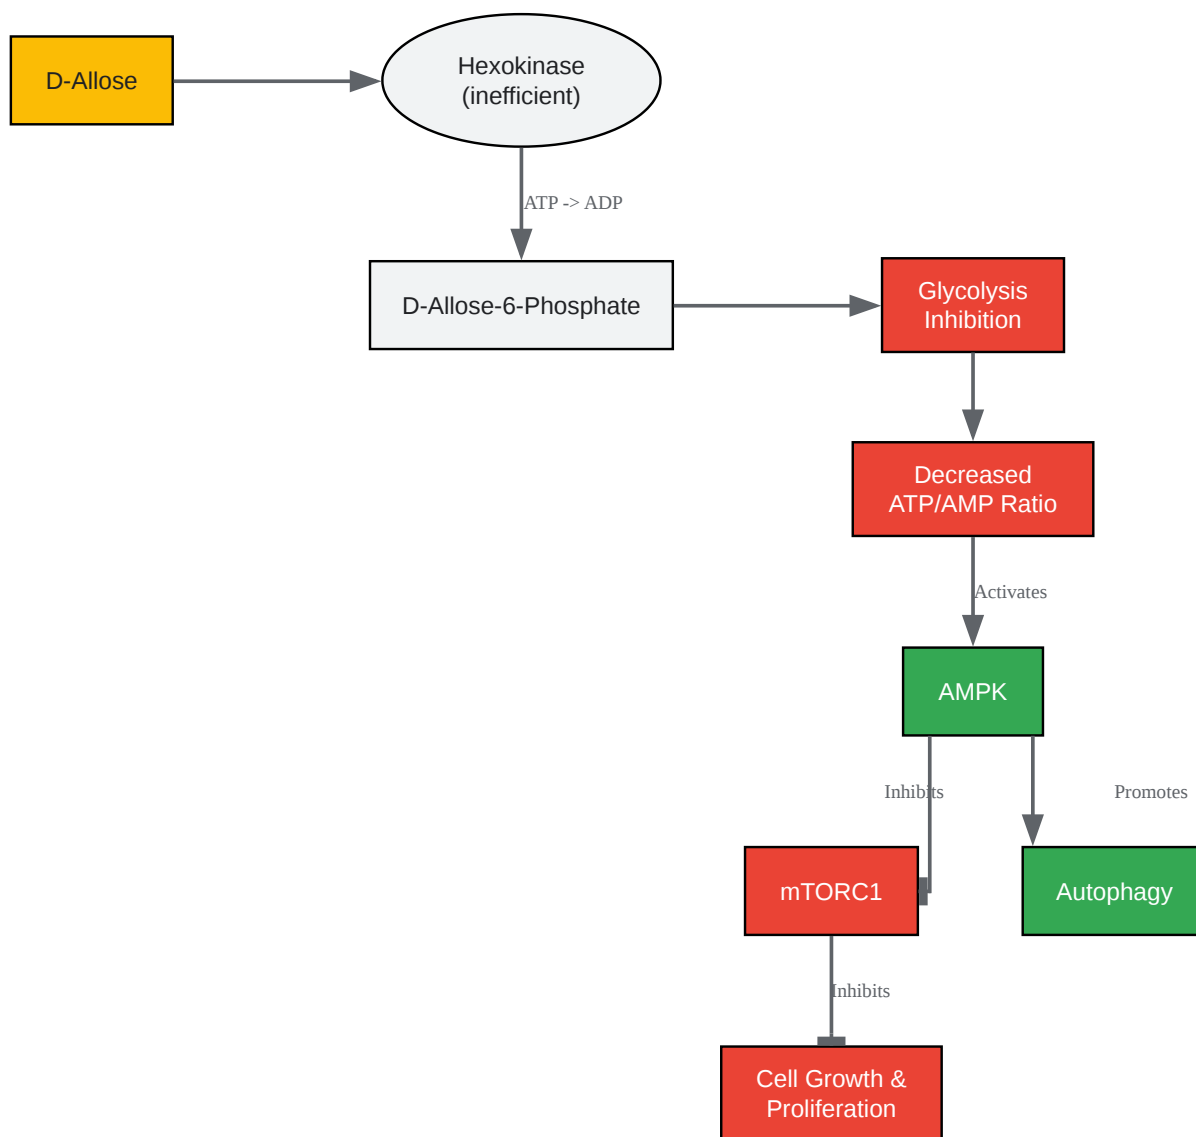 D-Allose
Hexokinase
(inefficient)
ATP -> ADP
D-Allose-6-Phosphate
Glycolysis
Inhibition
Decreased
ATP/AMP Ratio
Activates
AMPK
Inhibits
Promotes
mTORC1
Autophagy
Inhibits
Cell Growth &
Proliferation